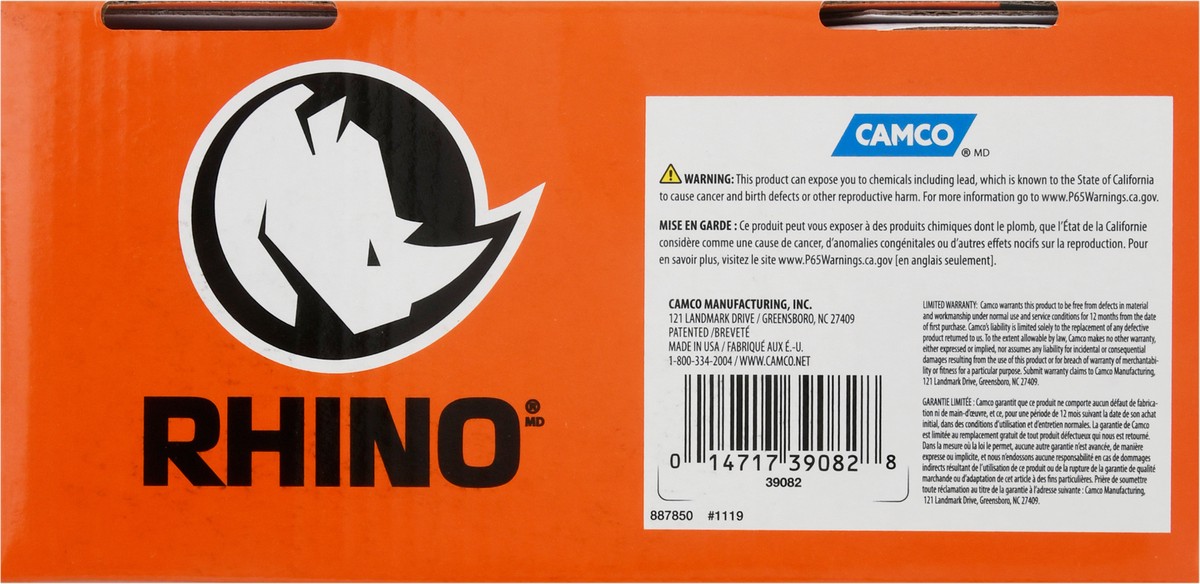 RHINO® MD
CAMCO
® MD
WARNING: This product can expose you to chemicals including lead, which is known to the State of California
to cause cancer and birth defects or other reproductive harm. For more information go to www.P65Warnings.ca.gov.
MISE EN GARDE : Ce produit peut vous exposer à des produits chimiques dont le plomb, que l’État de la Californie
considère comme une cause de cancer, d’anomalies congénitales ou d’autres effets nocifs sur la reproduction. Pour
en savoir plus, visitez le site www.P65Warnings.ca.gov [en anglais seulement].
CAMCO MANUFACTURING, INC.
121 LANDMARK DRIVE / GREENSBORO, NC 27409
PATENTED /BREVETÉ
MADE IN USA / FABRIQUÉ AUX É.-U.
1-800-334-2004 / WWW.CAMCO.NET
0 14717 39082 8
39082
887850 #1119
LIMITED WARRANTY: Camco warrants this product to be free from defects in material
and workmanship under normal use and service conditions for 12 months from the date
of first purchase. Camco’s liability is limited solely to the replacement of any defective
product returned to us. To the extent allowable by law, Camco makes no other warranty,
either expressed or implied, nor assumes any liability for incidental or consequential
damages resulting from the use of this product or for breach of warranty of merchantabi-
lity or fitness for a particular purpose. Submit warranty claims to Camco Manufacturing,
121 Landmark Drive, Greensboro, NC 27409.
GARANTIE LIMITÉE : Camco garantit que ce produit ne comporte aucun défaut de fabrica-
tion ni de main-d’œuvre, et ce, pour une période de 12 mois suivant la date de son achat
initial, dans des conditions d’utilisation et d’entretien normales. La garantie de Camco
est limitée au remplacement gratuit de tout produit défectueux qui nous est retourné.
Dans la mesure où la loi le permet, aucune autre garantie n’est avancée, de manière
expresse ou implicite, et nous n’endossons aucune responsabilité en cas de dommages
indirects résultant de l’utilisation de ce produit ou de la rupture de la garantie de qualité
marchande ou d’adaptation de cet article à des fins particulières. Prière de soumettre
toute réclamation au titre de la garantie à l’adresse suivante : Camco Manufacturing,
121 Landmark Drive, Greensboro, NC 27409.